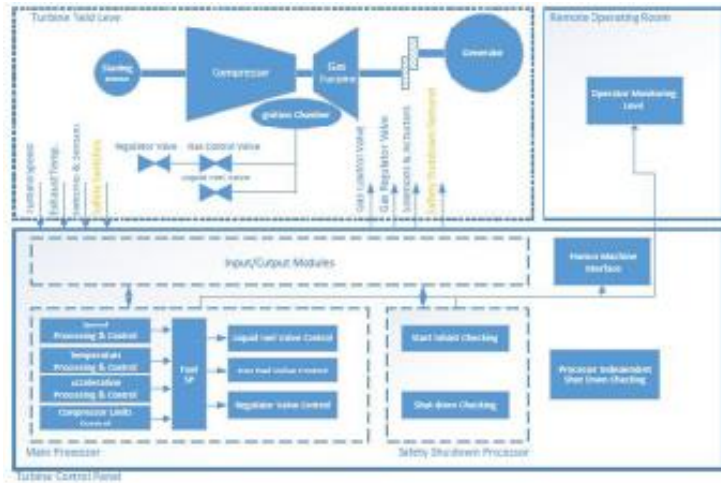 Turbine Field Level
Remote Operating Room
Starting
Compressor
Gas
Turbine
Generator
Ignition Chamber
Operator Monitoring
Level
Regulator Valve
Gas Control Valve
Liquid Fuel Valve
Turbine Speed
Exhaust Temp.
Switches & Sensors
Safety Switches
Gas Control Valve
Gas Regulator Valve
Solenoids & Actuators
Safety Shutdown
Input/Output Modules
Human Machine
Interface
Speed
Processing & Control
Temperature
Processing & Control
Acceleration
Processing & Control
Compressor Limits
Control
Fuel
SP
Liquid Fuel Valve Control
Gas Fuel Valve Control
Regulator Valve Control
Main Processor
Start Inhibit Checking
Shut-down Checking
Safety Shutdown Processor
Processor Independent
Shut Down Checking
Turbine Control Panel